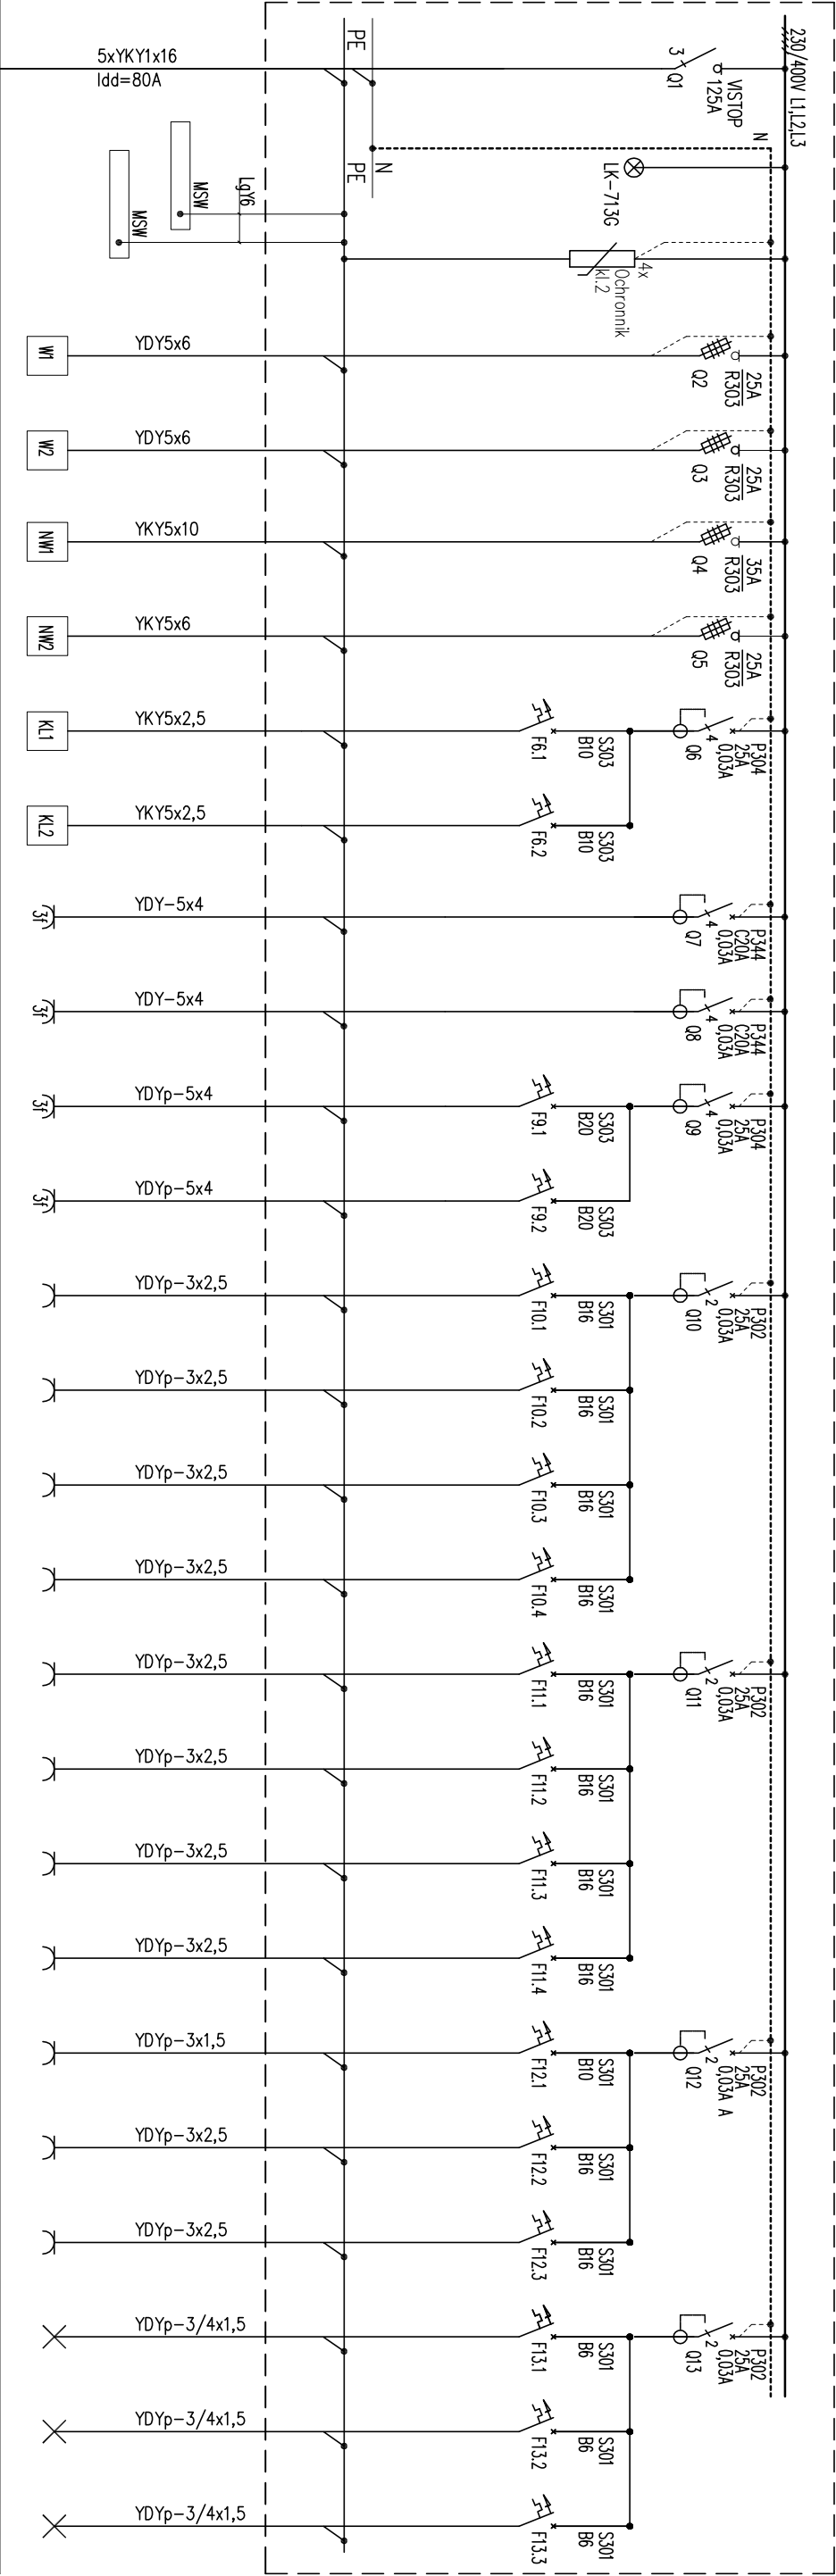 230/400V L1,L2,L3
5xYKY1x16
Idd=80A
PE
3
Q1
VISTOP
125A
N
N
PE
LK-713G
LgY6
MSW
MSW
4x
Ochronnik
kl.2
W1
YDY5x6
Q2
25A
R303
W2
YDY5x6
Q3
25A
R303
NW1
YKY5x10
Q4
35A
R303
NW2
YKY5x6
Q5
25A
R303
KL1
YKY5x2,5
F6.1
S303
B10
4
Q6
P304
25A
0,03A
KL2
YKY5x2,5
F6.2
S303
B10
3f
YDY-5x4
4
Q7
P344
C20A
0,03A
3f
YDY-5x4
4
Q8
P344
C20A
0,03A
3f
YDYp-5x4
F9.1
S303
B20
4
Q9
P304
25A
0,03A
3f
YDYp-5x4
F9.2
S303
B20
YDYp-3x2,5
F10.1
S301
B16
2
Q10
P302
25A
0,03A
YDYp-3x2,5
F10.2
S301
B16
YDYp-3x2,5
F10.3
S301
B16
YDYp-3x2,5
F10.4
S301
B16
YDYp-3x2,5
F11.1
S301
B16
2
Q11
P302
25A
0,03A
YDYp-3x2,5
F11.2
S301
B16
YDYp-3x2,5
F11.3
S301
B16
YDYp-3x2,5
F11.4
S301
B16
YDYp-3x1,5
F12.1
S301
B10
2
Q12
P302
25A
0,03A A
YDYp-3x2,5
F12.2
S301
B16
YDYp-3x2,5
F12.3
S301
B16
YDYp-3/4x1,5
F13.1
S301
B6
2
Q13
P302
25A
0,03A
YDYp-3/4x1,5
F13.2
S301
B6
YDYp-3/4x1,5
F13.3
S301
B6